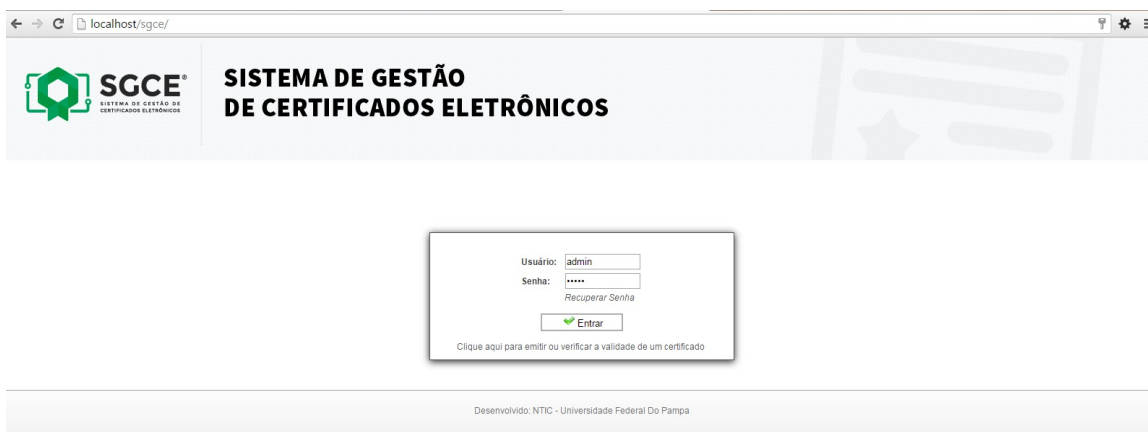 localhost/sgce/
SGCE®
SISTEMA DE GESTÃO DE
CERTIFICADOS ELETRÔNICOS
SISTEMA DE GESTÃO
DE CERTIFICADOS ELETRÔNICOS
Usuário: admin
Senha: •••••
Recuperar Senha
Entrar
Clique aqui para emitir ou verificar a validade de um certificado
Desenvolvido: NTIC - Universidade Federal Do Pampa